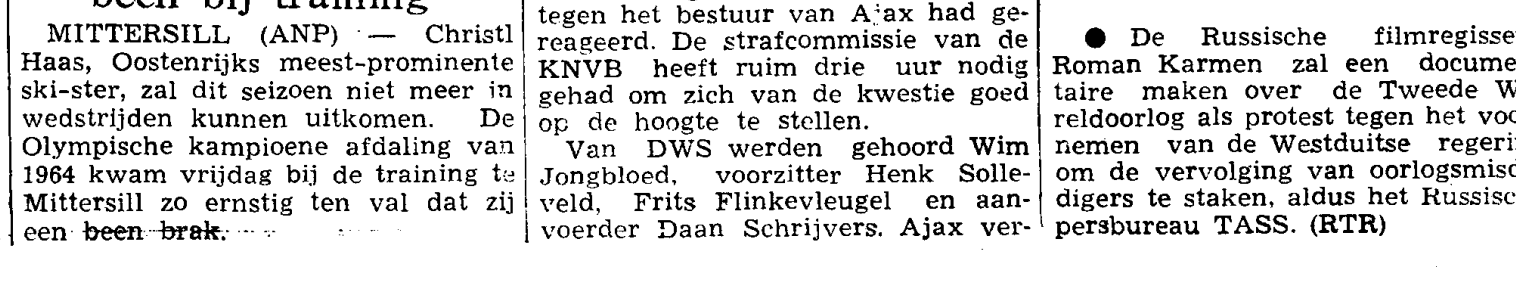 been bij training
MITTERSILL (ANP) — Christl
Haas, Oostenrijks meest-prominente
ski-ster, zal dit seizoen niet meer in
wedstrijden kunnen uitkomen. De
Olympische kampioene afdaling van
1964 kwam vrijdag bij de training te
Mittersill zo ernstig ten val dat zij
een been brak.
tegen het bestuur van Ajax had ge-
reageerd. De strafcommissie van de
KNVB heeft ruim drie uur nodig
gehad om zich van de kwestie goed
op de hoogte te stellen.
Van DWS werden gehoord Wim
Jongbloed, voorzitter Henk Solle-
veld, Frits Flinkevleugel en aan-
voerder Daan Schrijvers. Ajax ver-
● De Russische filmregisse
Roman Karmen zal een docume
taire maken over de Tweede W
reldoorlog als protest tegen het voo
nemen van de Westduitse regeri
om de vervolging van oorlogsmisd
digers te staken, aldus het Russisc
persbureau TASS. (RTR)